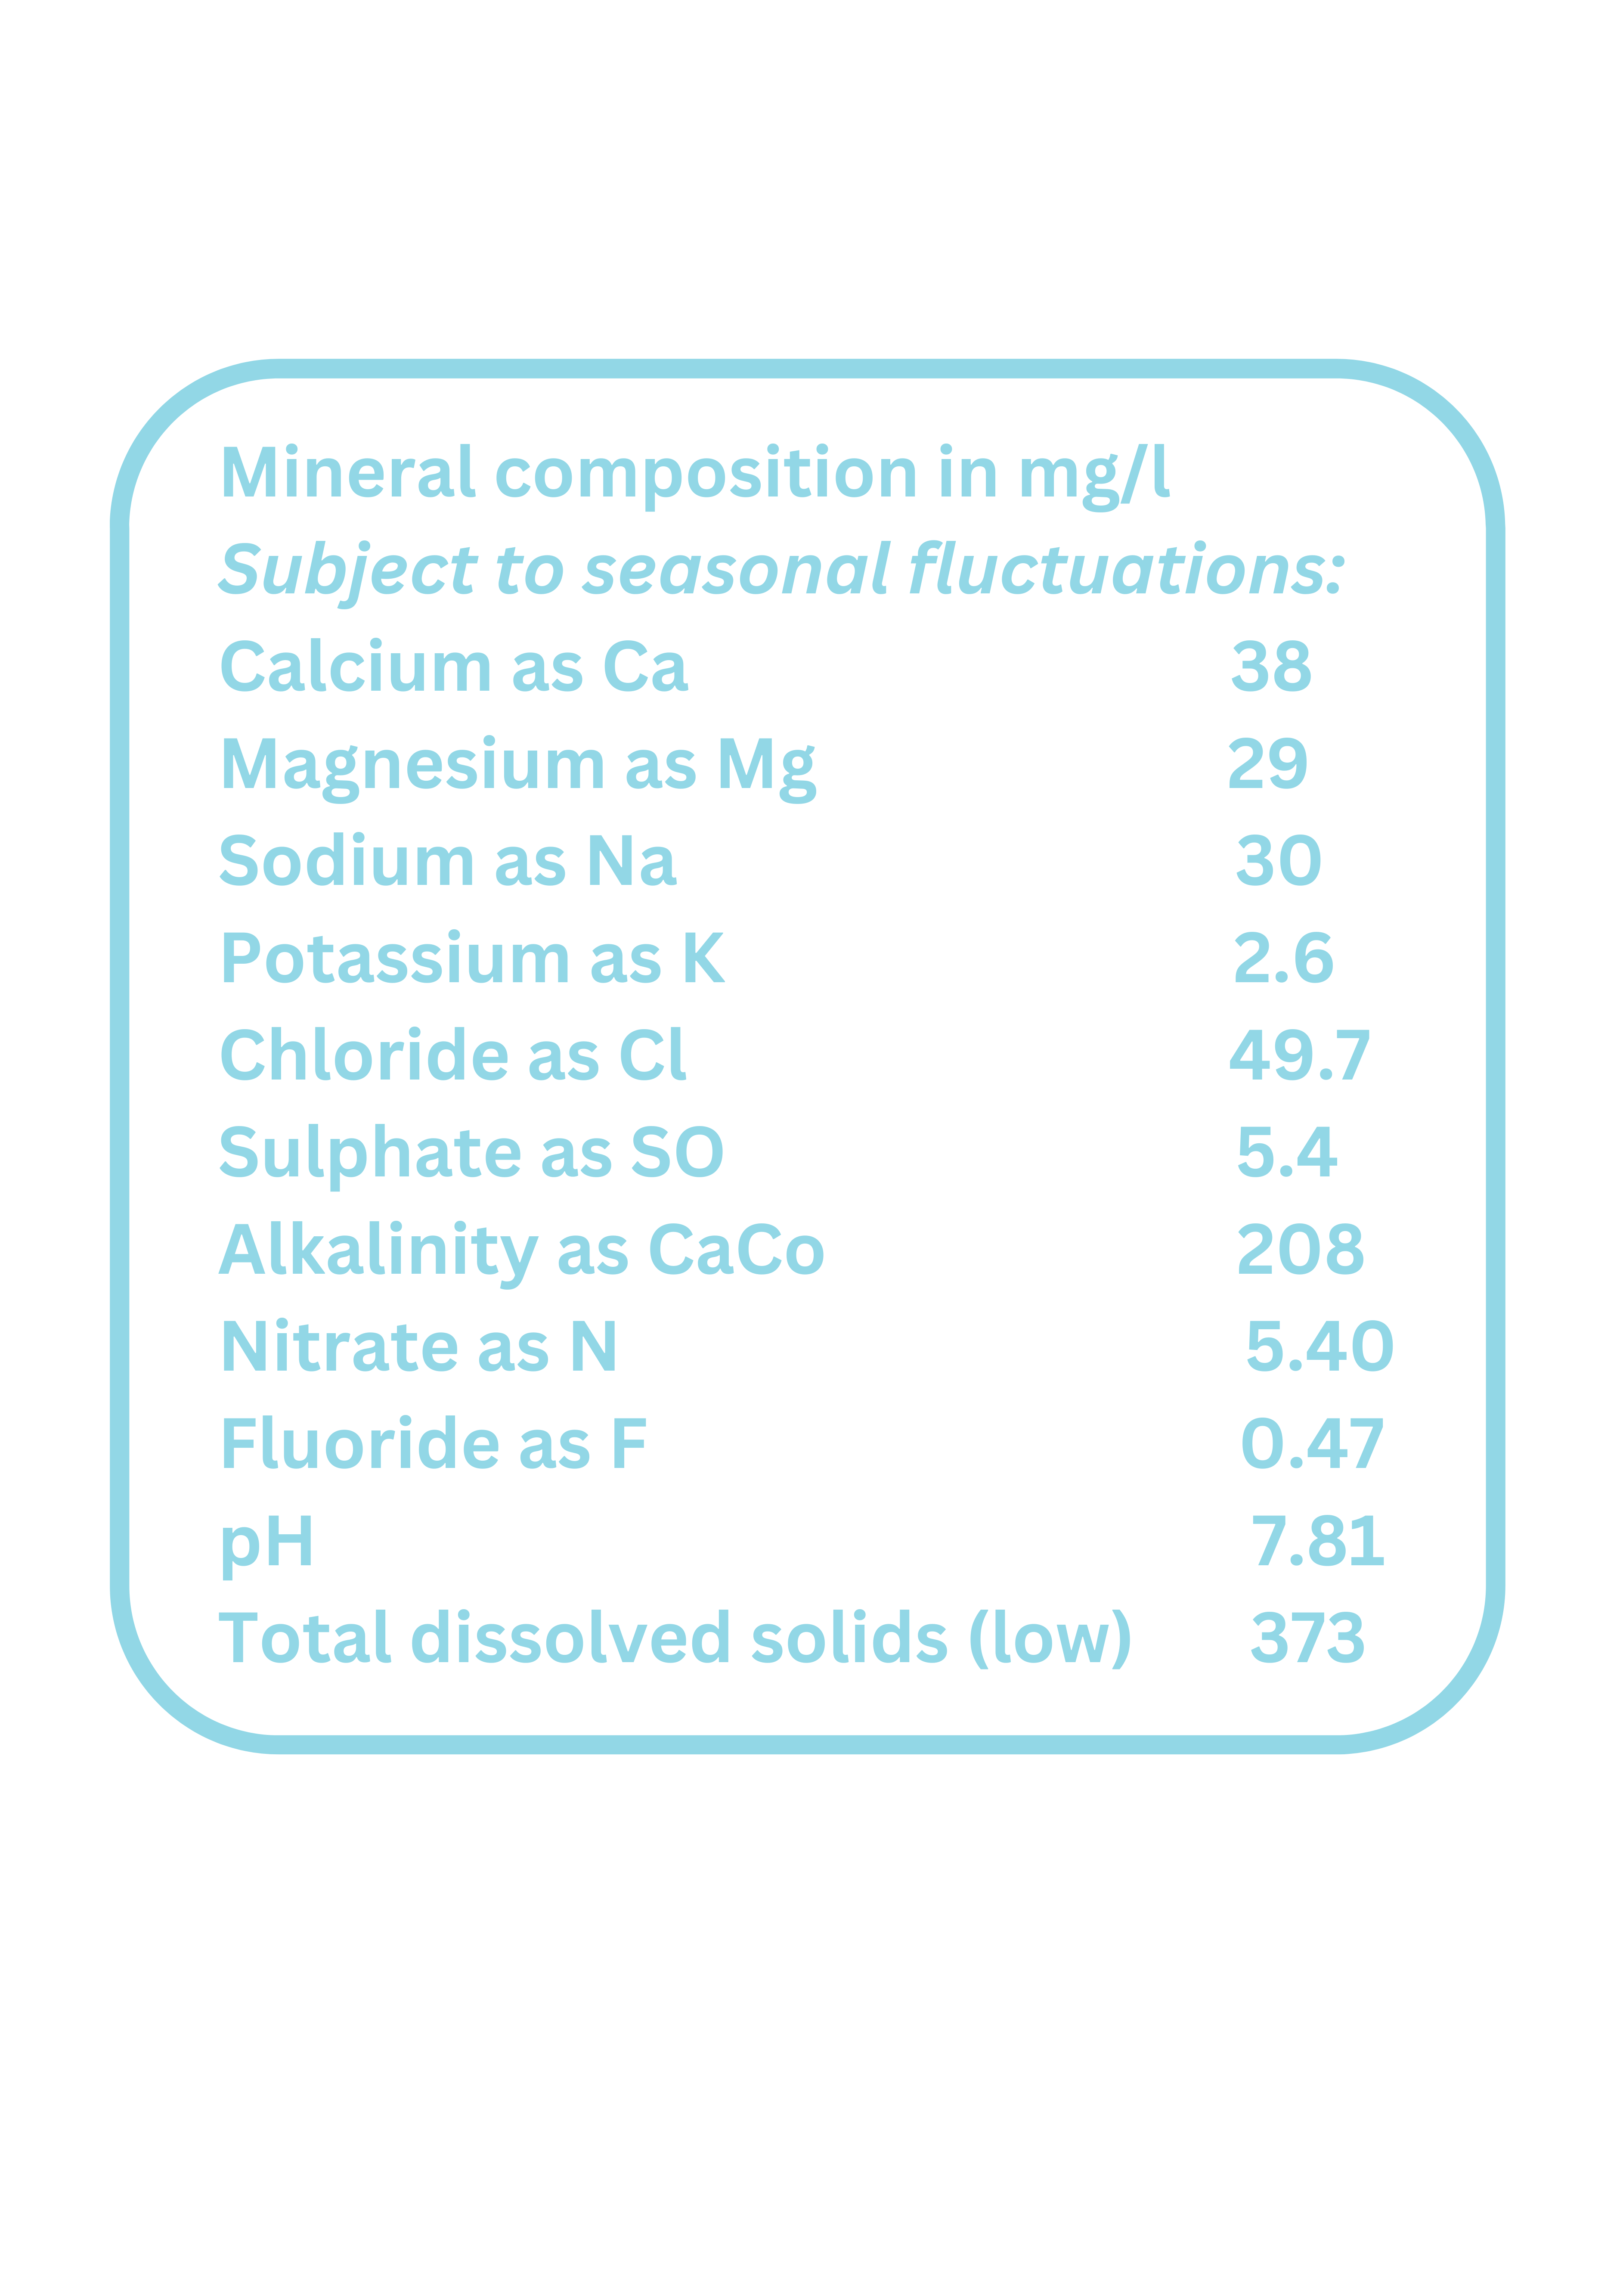 Mineral composition in mg/l
Subject to seasonal fluctuations:
Calcium as Ca 38
Magnesium as Mg 29
Sodium as Na 30
Potassium as K 2.6
Chloride as Cl 49.7
Sulphate as SO 5.4
Alkalinity as CaCo 208
Nitrate as N 5.40
Fluoride as F 0.47
pH 7.81
Total dissolved solids (low) 373